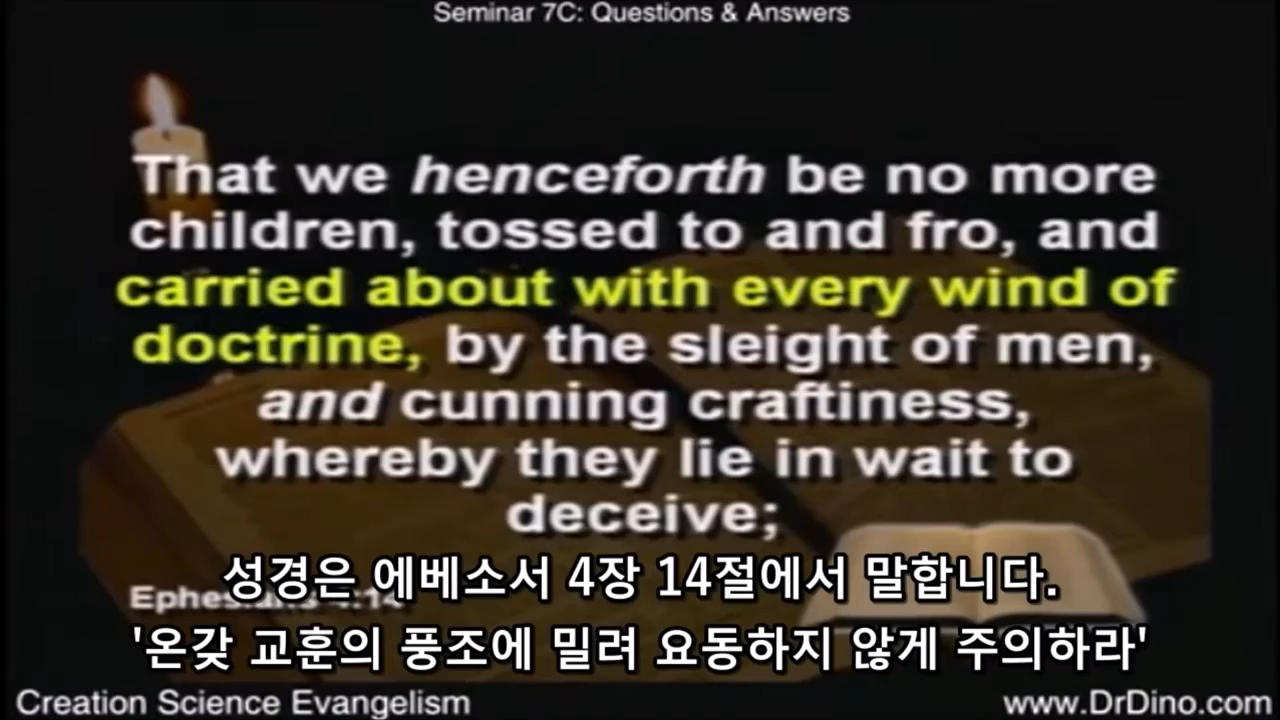 Seminar 7C: Questions & Answers
That we henceforth be no more
children, tossed to and fro, and
carried about with every wind of
doctrine, by the sleight of men,
and cunning craftiness,
whereby they lie in wait to
deceive;
성경은 에베소서 4장 14절에서 말합니다.
Ephesians 4:14
'온갖 교훈의 풍조에 밀려 요동하지 않게 주의하라'
Creation Science Evangelism
www.DrDino.com